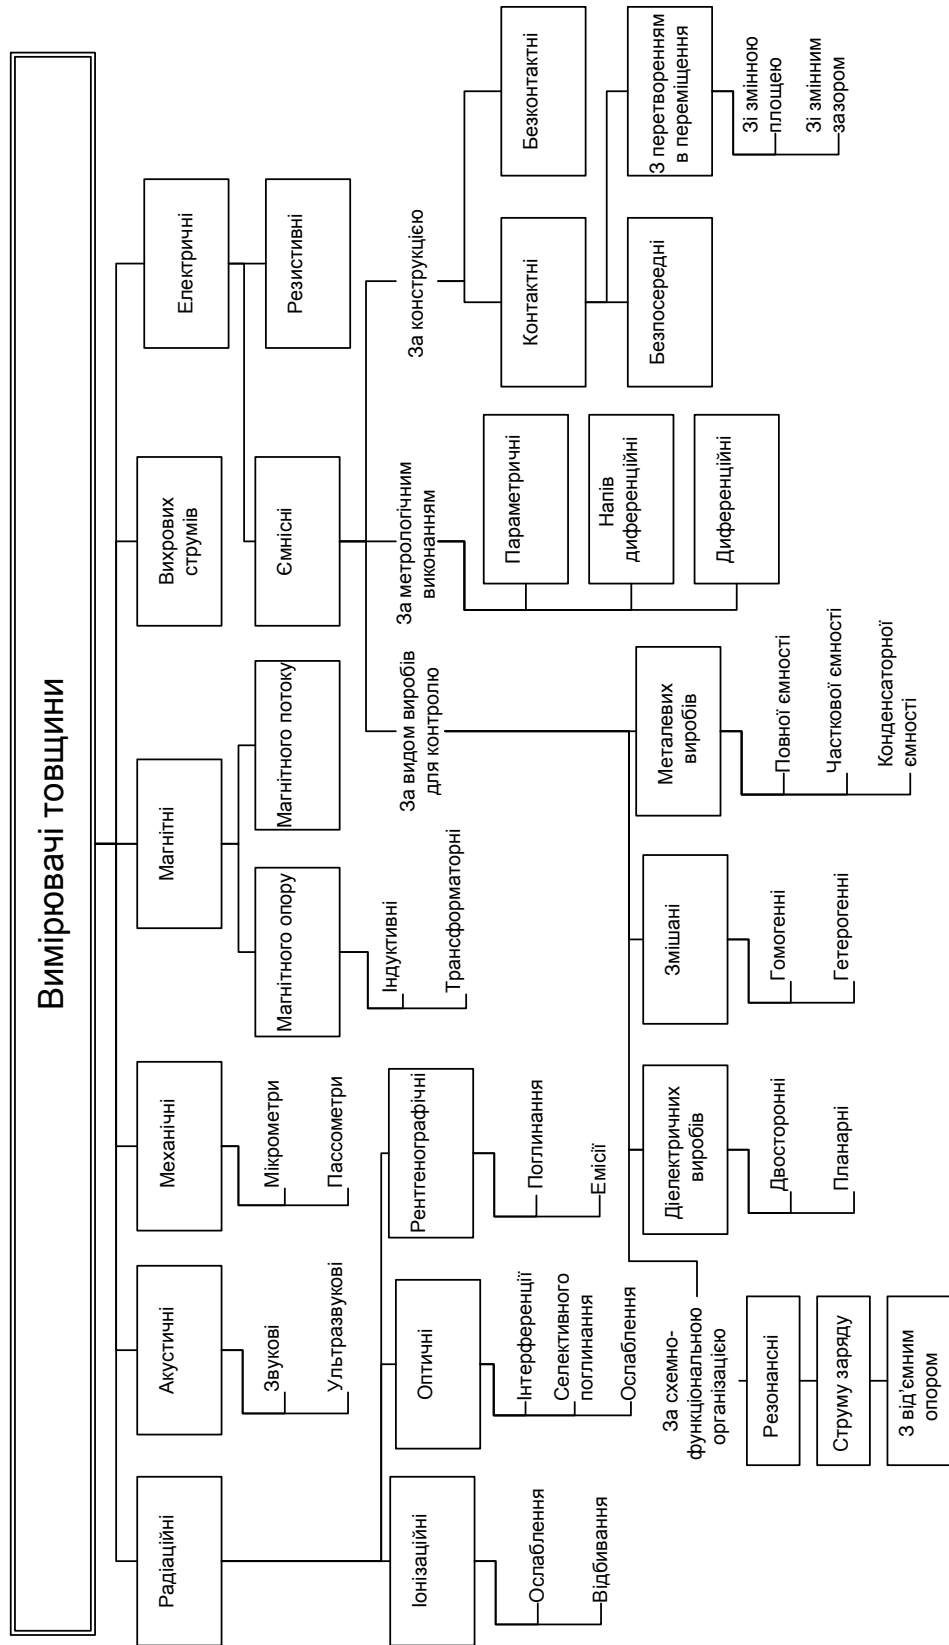 Вимірювачі товщини
Радіаційні
Акустичні
Механічні
Магнітні
Вихрових
струмів
Електричні
Звукові
Ультразвукові
Мікрометри
Пассометри
Магнітного опору
Магнітного потоку
Індуктивні
Трансформаторні
Ємнісні
Резистивні
Іонізаційні
Оптичні
Рентгенографічні
Ослаблення
Відбивання
Інтерференції
Селективного
поглинання
Ослаблення
Поглинання
Емісії
За видом виробів
для контролю
За метрологічним
виконанням
За конструкцією
Параметричні
Напів
диференційні
Диференційні
Контактні
Безконтактні
Безпосередні
З перетворенням
в переміщення
Зі змінною
площею
Зі змінним
зазором
За схемно-
функціональною
організацією
Резонансні
Струму заряду
З від’ємним
опором
Діелектричних
виробів
Двосторонні
Планарні
Змішані
Гомогенні
Гетерогенні
Металевих
виробів
Повної ємності
Часткової ємності
Конденсаторної
ємності